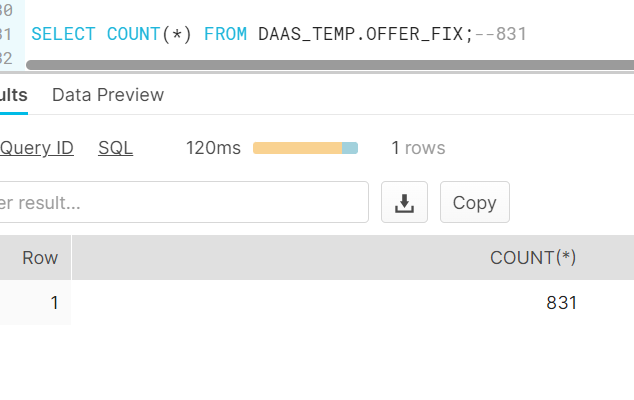 30
31 SELECT COUNT(*) FROM DAAS_TEMP.OFFER_FIX;--831
32
ults Data Preview
Query ID SQL 120ms 1 rows
er result... Copy
Row COUNT(*)
1 831